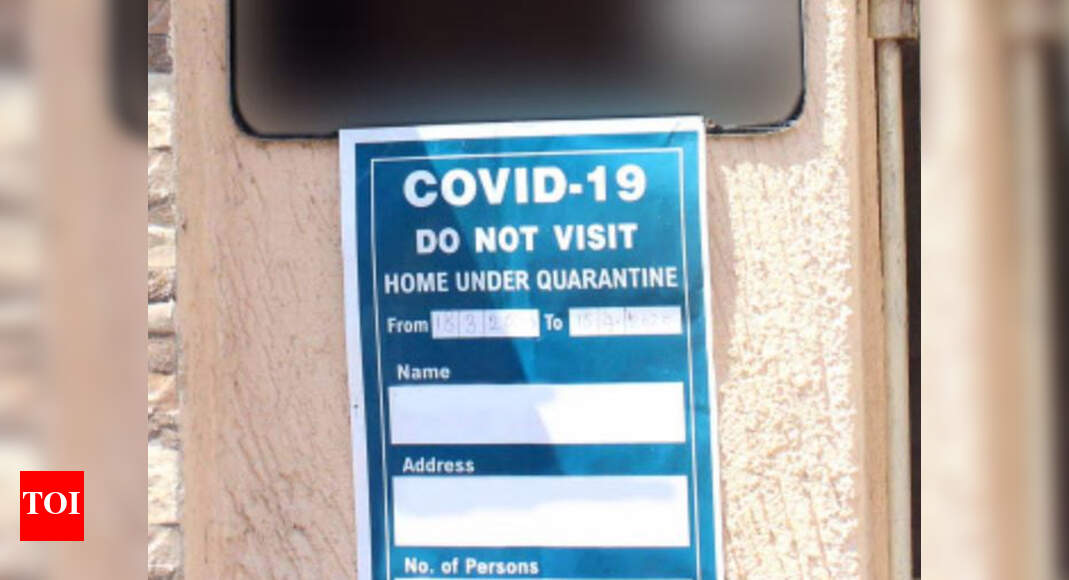 COVID-19
DO NOT VISIT
HOME UNDER QUARANTINE
From To
Name
Address
No. of Persons
TOI